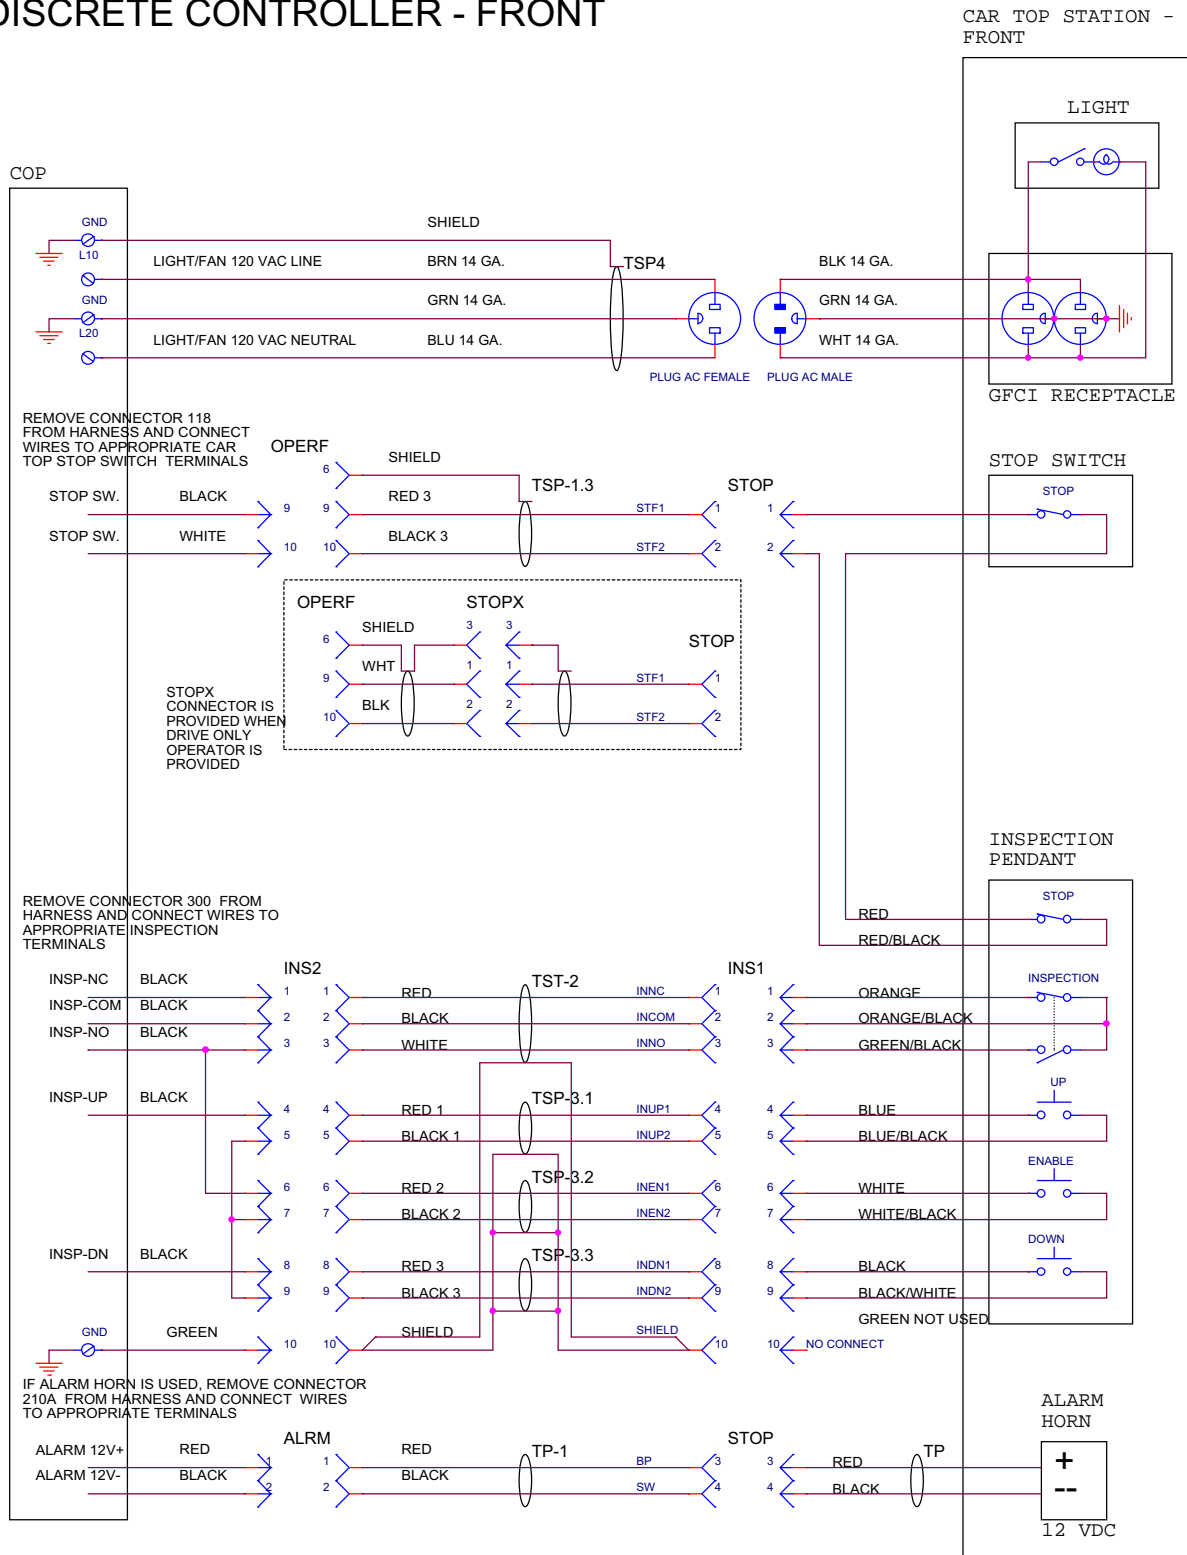 DISCRETE CONTROLLER - FRONT
CAR TOP STATION -
FRONT
LIGHT
COP
GND
SHIELD
L10
LIGHT/FAN 120 VAC LINE
BRN 14 GA.
TSP4
BLK 14 GA.
GND
GRN 14 GA.
GRN 14 GA.
L20
LIGHT/FAN 120 VAC NEUTRAL
BLU 14 GA.
WHT 14 GA.
PLUG AC FEMALE
PLUG AC MALE
GFCI RECEPTACLE
REMOVE CONNECTOR 118
FROM HARNESS AND CONNECT
WIRES TO APPROPRIATE CAR
TOP STOP SWITCH TERMINALS
OPERF
6
SHIELD
TSP-1.3
STOP
STOP SWITCH
STOP
STOP SW.
BLACK
9
9
RED 3
STF1
1
1
STOP SW.
WHITE
10
10
BLACK 3
STF2
2
2
OPERF
STOPX
STOP
6
SHIELD
3
3
9
WHT
1
1
STF1
1
10
BLK
2
2
STF2
2
STOPX
CONNECTOR IS
PROVIDED WHEN
DRIVE ONLY
OPERATOR IS
PROVIDED
INSPECTION
PENDANT
STOP
RED
RED/BLACK
REMOVE CONNECTOR 300 FROM
HARNESS AND CONNECT WIRES TO
APPROPRIATE INSPECTION
TERMINALS
INS2
TST-2
INS1
INSPECTION
INSP-NC
BLACK
1
1
RED
INNC
1
1
ORANGE
INSP-COM
BLACK
2
2
BLACK
INCOM
2
2
ORANGE/BLACK
INSP-NO
BLACK
3
3
WHITE
INNO
3
3
GREEN/BLACK
TSP-3.1
UP
INSP-UP
BLACK
4
4
RED 1
INUP1
4
4
BLUE
5
5
BLACK 1
INUP2
5
5
BLUE/BLACK
TSP-3.2
ENABLE
6
6
RED 2
INEN1
6
6
WHITE
7
7
BLACK 2
INEN2
7
7
WHITE/BLACK
TSP-3.3
DOWN
INSP-DN
BLACK
8
8
RED 3
INDN1
8
8
BLACK
9
9
BLACK 3
INDN2
9
9
BLACK/WHITE
GREEN NOT USED
GND
GREEN
10
10
SHIELD
SHIELD
10
10
NO CONNECT
IF ALARM HORN IS USED, REMOVE CONNECTOR
210A FROM HARNESS AND CONNECT WIRES
TO APPROPRIATE TERMINALS
ALARM
HORN
ALRM
TP-1
STOP
TP
ALARM 12V+
RED
1
1
RED
BP
3
3
RED
+
ALARM 12V-
BLACK
2
2
BLACK
SW
4
4
BLACK
--
12 VDC